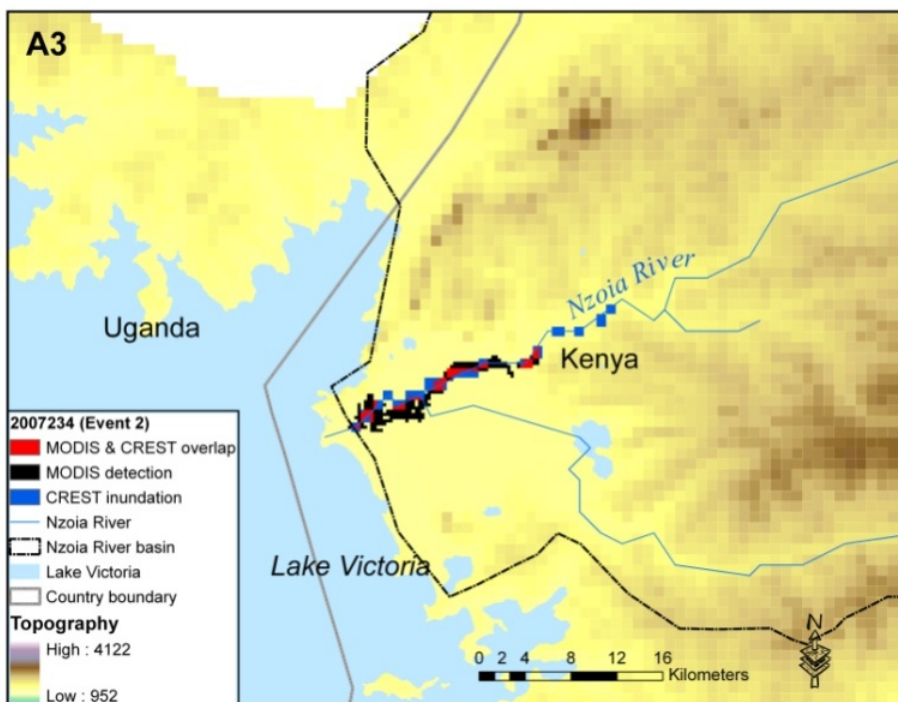 A3
Nzoia River
Uganda
Kenya
2007234 (Event 2)
MODIS & CREST overlap
MODIS detection
CREST inundation
Nzoia River
Nzoia River basin
Lake Victoria
Country boundary
Topography
High : 4122
Low : 952
Lake Victoria
N
0 2 4 8 12 16
Kilometers